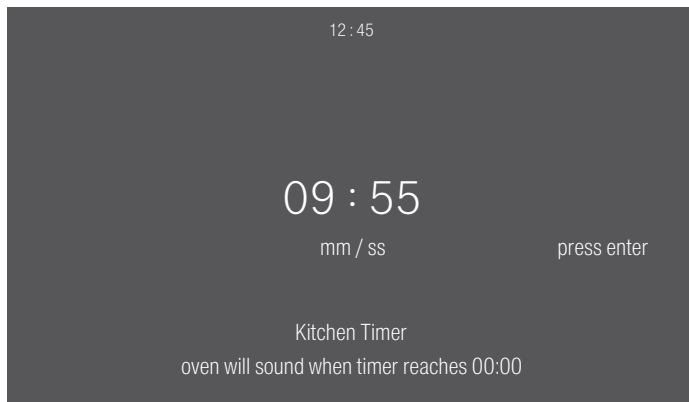 12 : 45
09 : 55
mm / ss
press enter
Kitchen Timer
oven will sound when timer reaches 00:00